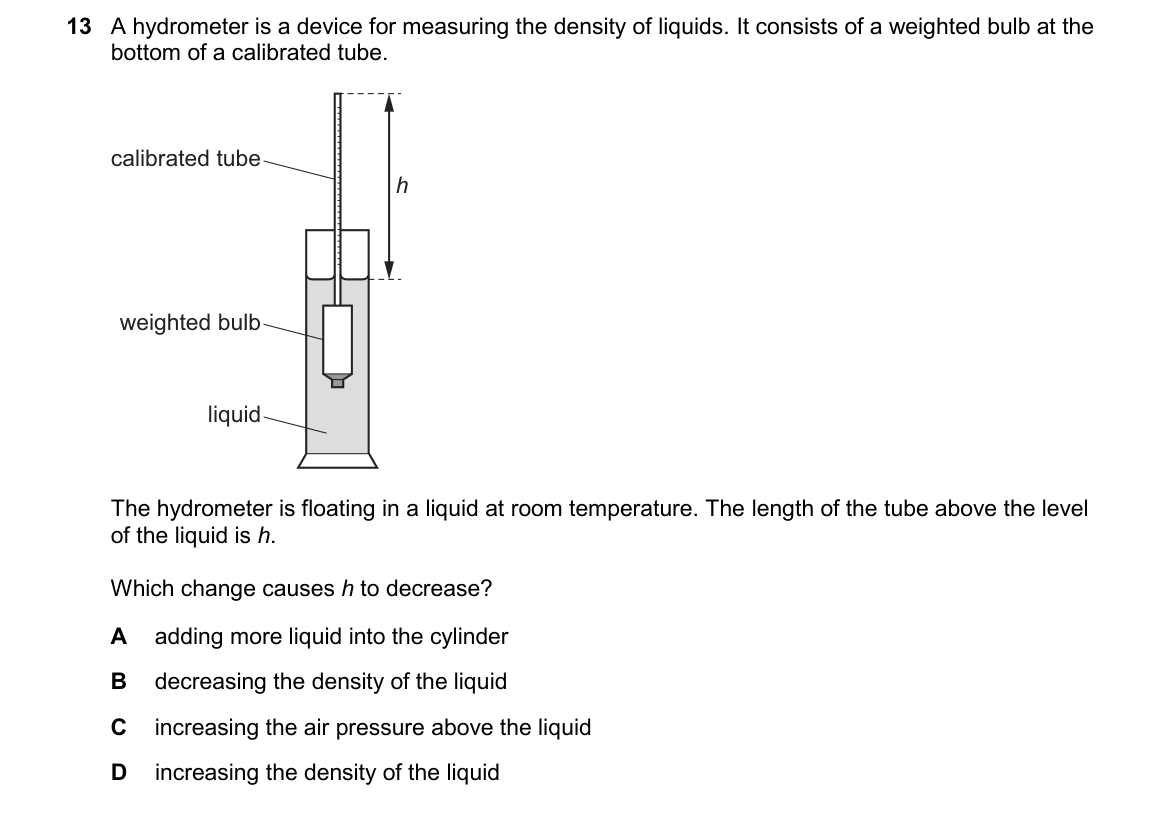 13 A hydrometer is a device for measuring the density of liquids. It consists of a weighted bulb at the
bottom of a calibrated tube.
calibrated tube
h
weighted bulb
liquid
The hydrometer is floating in a liquid at room temperature. The length of the tube above the level
of the liquid is h.
Which change causes h to decrease?
A adding more liquid into the cylinder
B decreasing the density of the liquid
C increasing the air pressure above the liquid
D increasing the density of the liquid